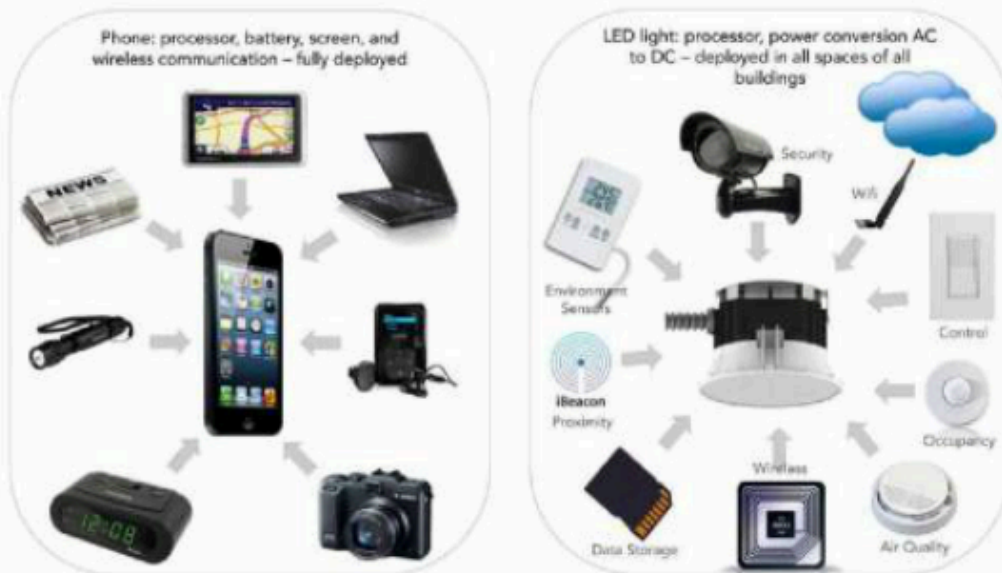 Phone: processor, battery, screen, and
wireless communication – fully deployed
NEWS
12:08
LED light: processor, power conversion AC
to DC – deployed in all spaces of all
buildings
Security
Wifi
Environment
Sensors
Control
iBeacon
Proximity
Occupancy
Wireless
Data Storage
Air Quality